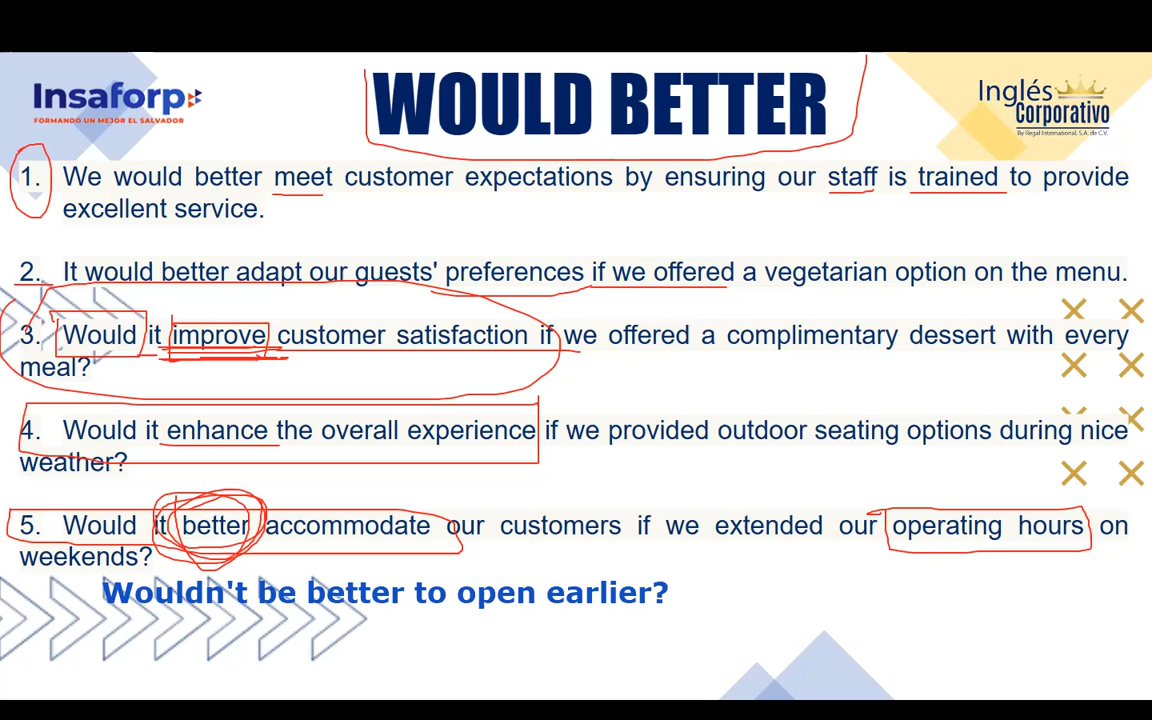 Insaforp
FORMANDO UN MEJOR EL SALVADOR
WOULD BETTER
Inglés
Corporativo
By Regal International, S.A. de C.V.
1. We would better meet customer expectations by ensuring our staff is trained to provide
excellent service.
2. It would better adapt our guests' preferences if we offered a vegetarian option on the menu.
3. Would it improve customer satisfaction if we offered a complimentary dessert with every
meal?
4. Would it enhance the overall experience if we provided outdoor seating options during nice
weather?
5. Would it better accommodate our customers if we extended our operating hours on
weekends?
Wouldn't be better to open earlier?